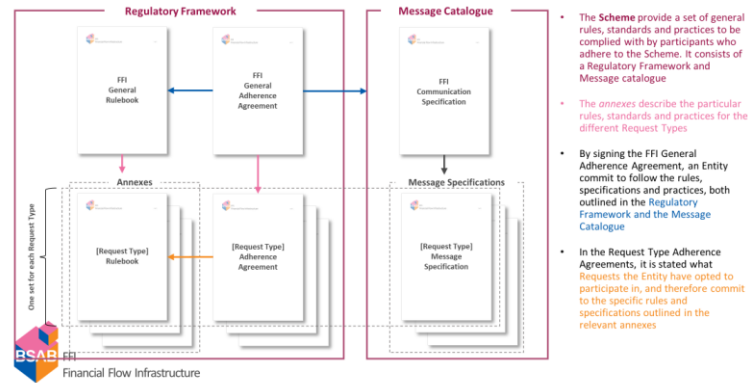 Regulatory Framework
Message Catalogue
FFI
General
Rulebook
FFI
General
Adherence
Agreement
FFI
Communication
Specification
Annexes
Message Specifications
One set for each Request Type
[Request Type]
Rulebook
[Request Type]
Adherence
Agreement
[Request Type]
Message
Specification
BSAB FFI
Financial Flow Infrastructure
• The Scheme provide a set of general
rules, standards and practices to be
complied with by participants who
adhere to the Scheme. It consists of
a Regulatory Framework and
Message catalogue
• The annexes describe the particular
rules, standards and practices for the
different Request Types
• By signing the FFI General
Adherence Agreement, an Entity
commit to follow the rules,
specifications and practices, both
outlined in the Regulatory
Framework and the Message
Catalogue
• In the Request Type Adherence
Agreements, it is stated what
Requests the Entity have opted to
participate in, and therefore commit
to the specific rules and
specifications outlined in the
relevant annexes